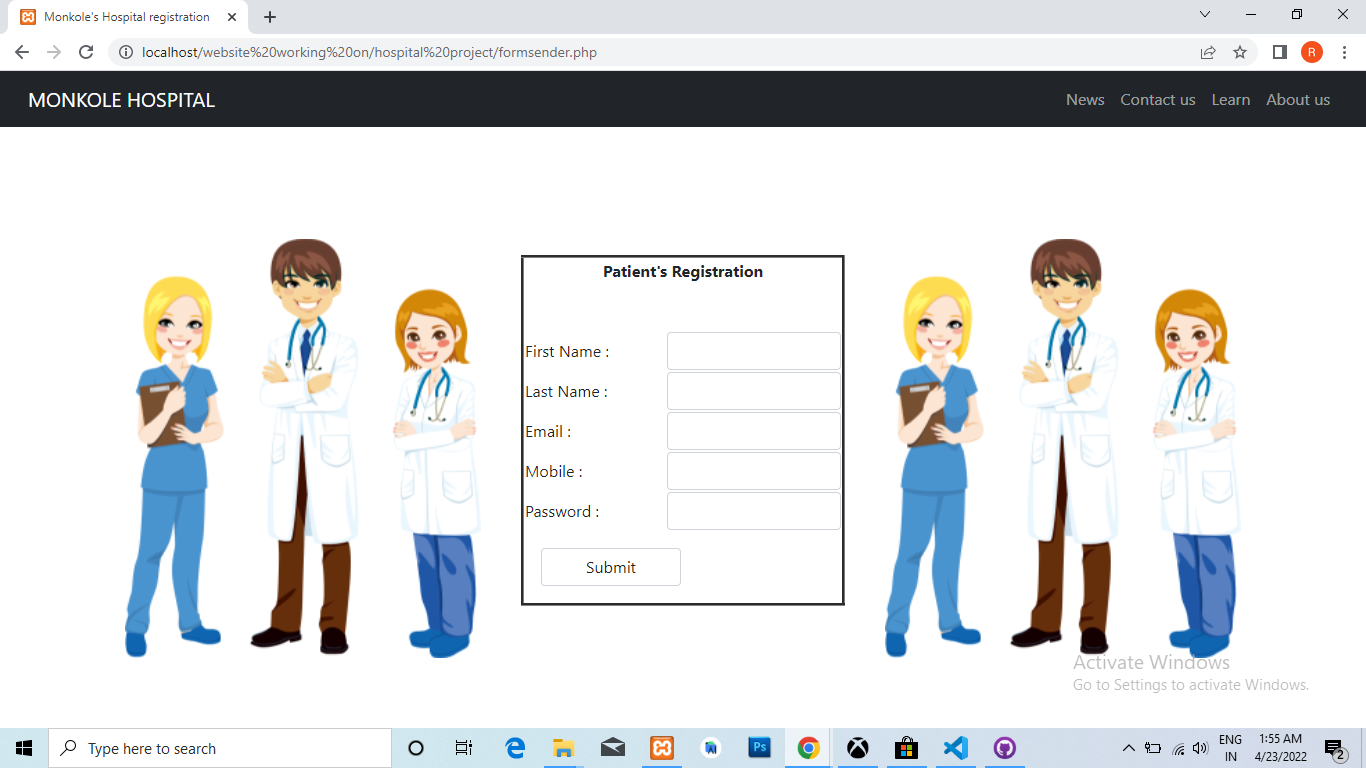 Monkole's Hospital registration
localhost/website%20working%20on/hospital%20project/formsender.php
R
MONKOLE HOSPITAL News Contact us Learn About us
Patient's Registration
First Name :
Last Name :
Email :
Mobile :
Password :
Submit
Activate Windows
Go to Settings to activate Windows.
Type here to search
Ps
ENG
IN
1:55 AM
4/23/2022
2